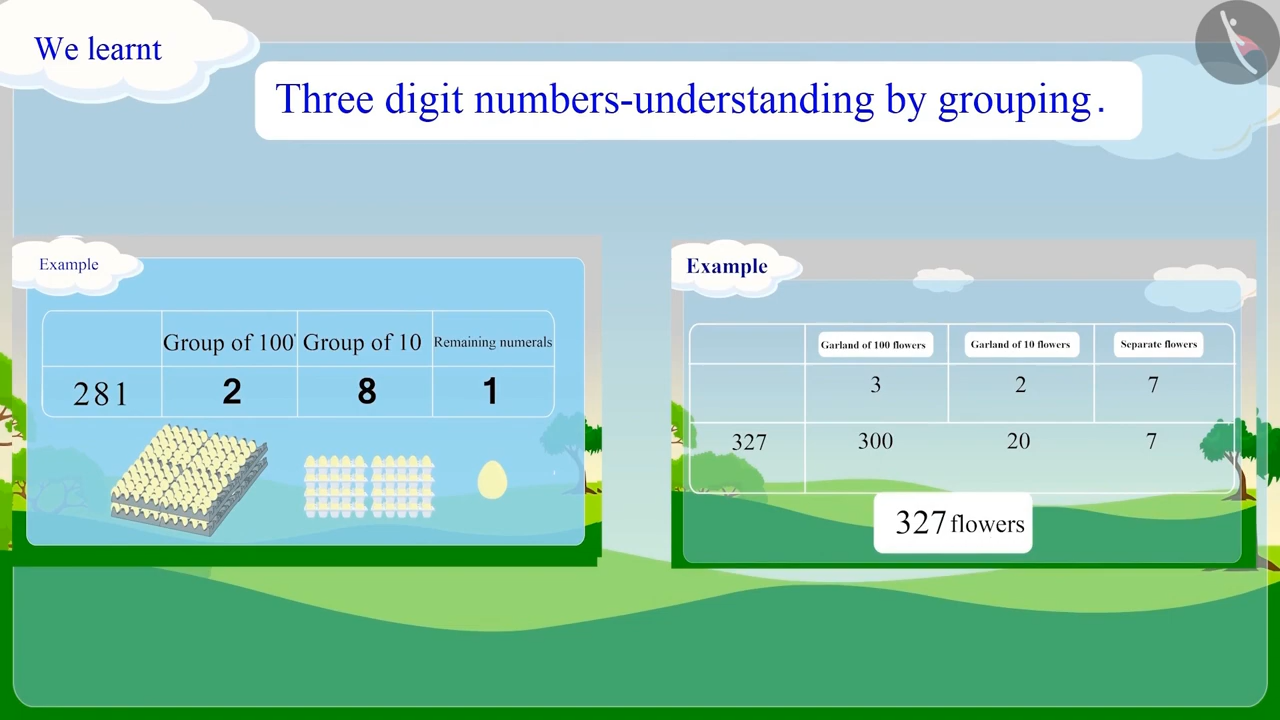 We learnt
Three digit numbers-understanding by grouping.
Example
Group of 100' Group of 10 Remaining numerals
281 2 8 1
Example
Garland of 100 flowers Garland of 10 flowers Separate flowers
3 2 7
327 300 20 7
327 flowers